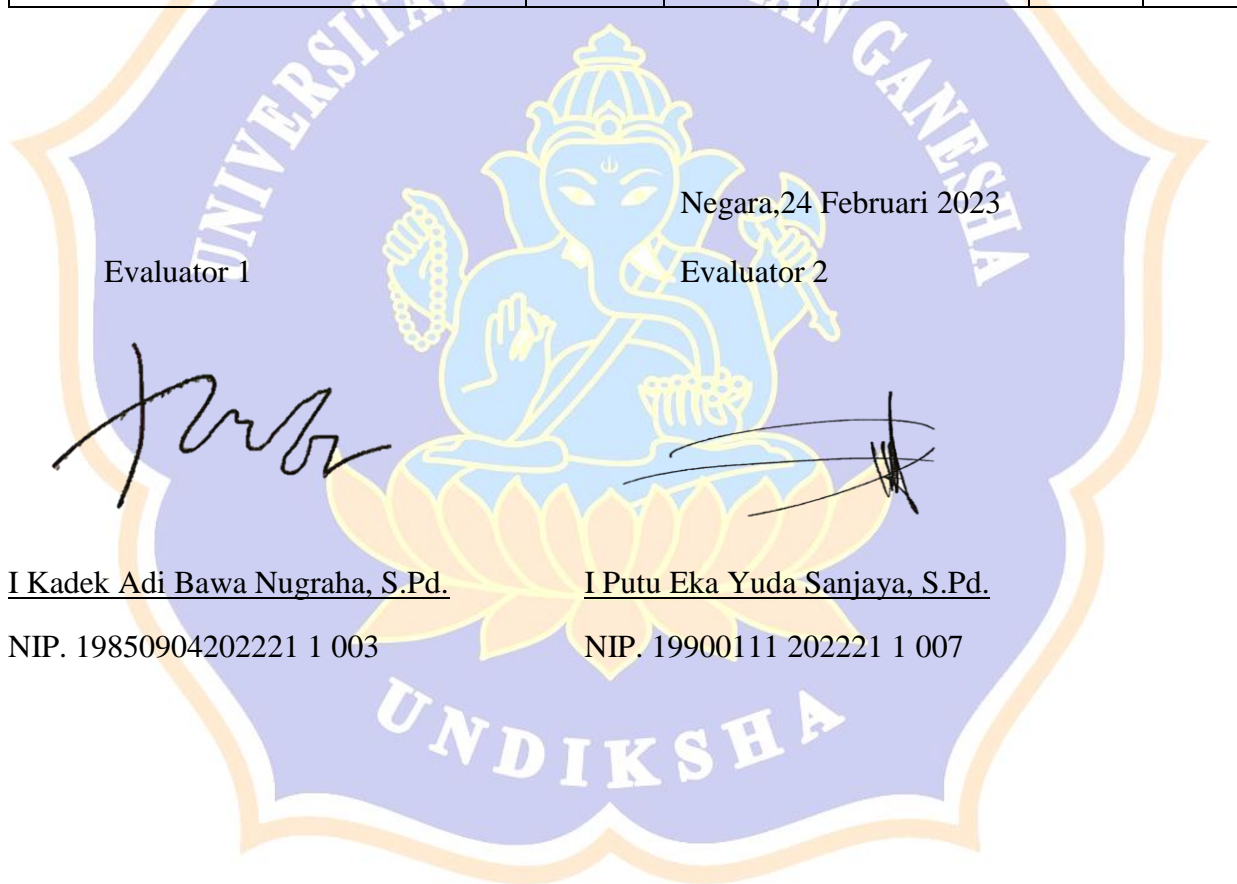 UNIVERSITAS GANESHA
Negara,24 Februari 2023
Evaluator 1 Evaluator 2
I Kadek Adi Bawa Nugraha, S.Pd. I Putu Eka Yuda Sanjaya, S.Pd.
NIP. 19850904202221 1 003 NIP. 19900111 202221 1 007
UNDIKSHA